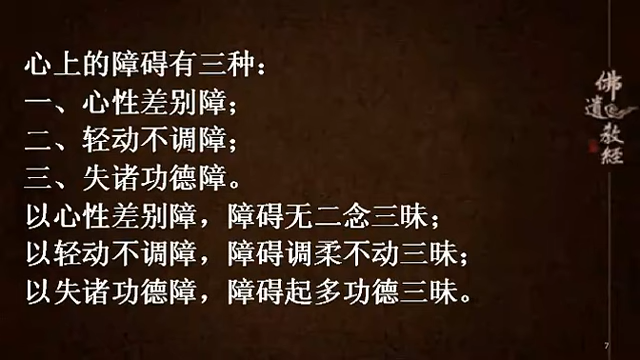 心上的障碍有三种：
一、心性差别障；
二、轻动不调障；
三、失诸功德障。
以心性差别障，障碍无二念三昧；
以轻动不调障，障碍调柔不动三昧；
以失诸功德障，障碍起多功德三昧。
佛遗教經
7